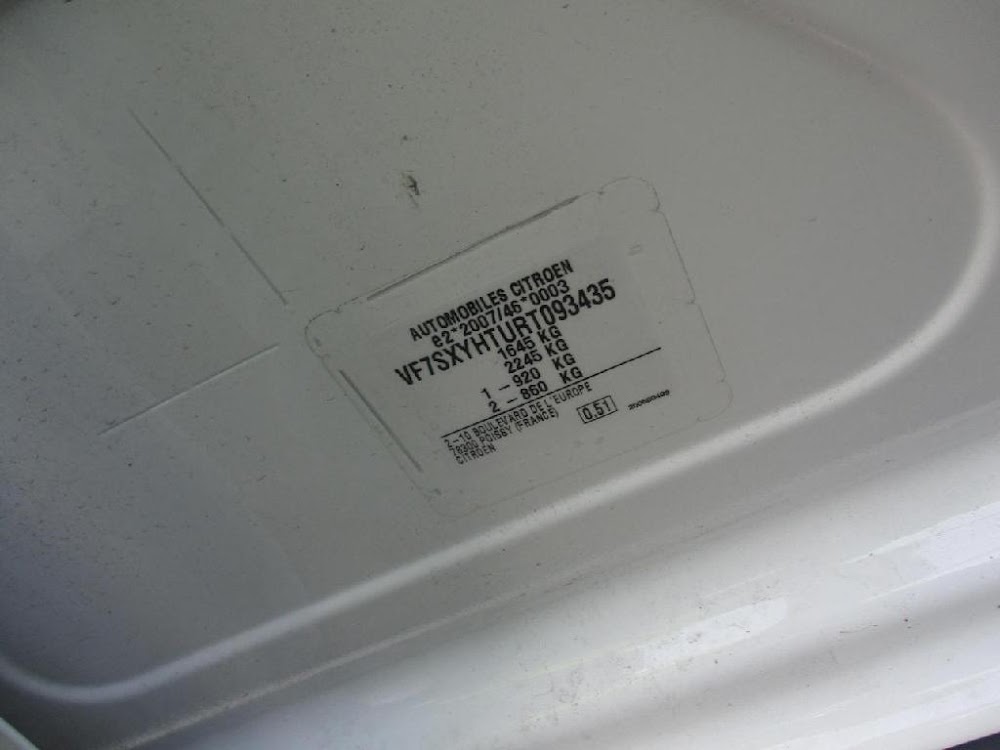 AUTOMOBILES CITROEN
e2*2007/46*0003
VF7SXYHTURT093435
1645 KG
2245 KG
1 - 920 KG
2 - 860 KG
2-10 BOULEVARD DE L'EUROPE
78300 POISSY (FRANCE)
CITROEN
0.51